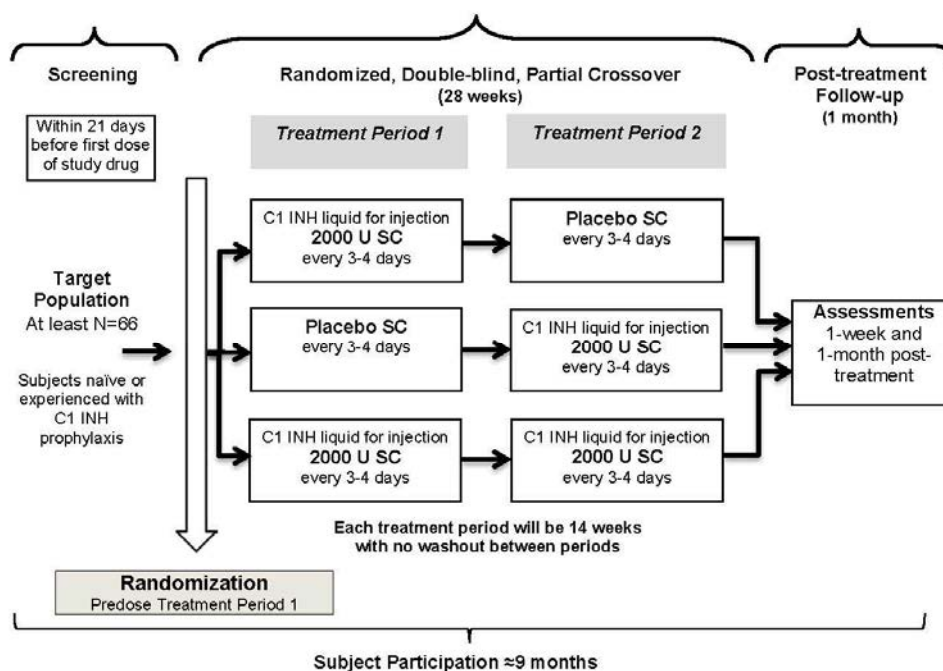 Screening
Within 21 days
before first dose
of study drug
Target
Population
At least N=66
Subjects naïve or
experienced with
C1 INH
prophylaxis
Randomized, Double-blind, Partial Crossover
(28 weeks)
Treatment Period 1
Treatment Period 2
C1 INH liquid for injection
2000 U SC
every 3-4 days
Placebo SC
every 3-4 days
Placebo SC
every 3-4 days
C1 INH liquid for injection
2000 U SC
every 3-4 days
C1 INH liquid for injection
2000 U SC
every 3-4 days
C1 INH liquid for injection
2000 U SC
every 3-4 days
Each treatment period will be 14 weeks
with no washout between periods
Post-treatment
Follow-up
(1 month)
Assessments
1-week and
1-month post-
treatment
Randomization
Predose Treatment Period 1
Subject Participation ≈9 months